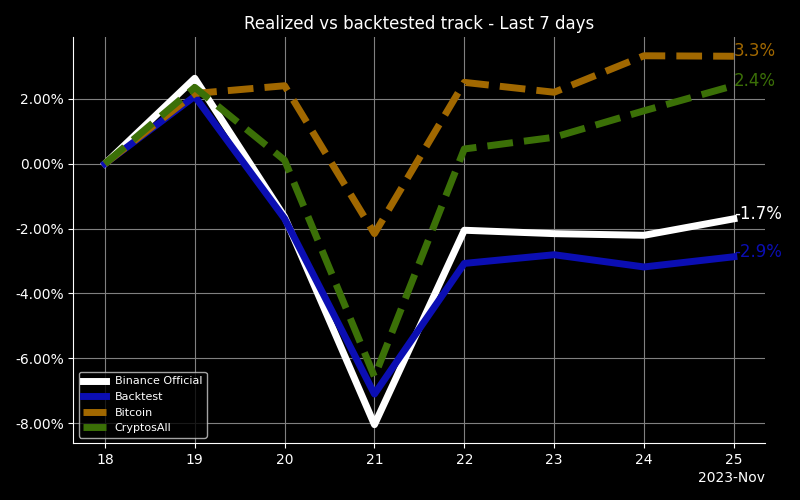 Realized vs backtested track - Last 7 days
3.3%
2.4%
2.00%
0.00%
-2.00%
-1.7%
-2.9%
-4.00%
-6.00%
-8.00%
Binance Official
Backtest
Bitcoin
CryptosAll
18 19 20 21 22 23 24 25
2023-Nov